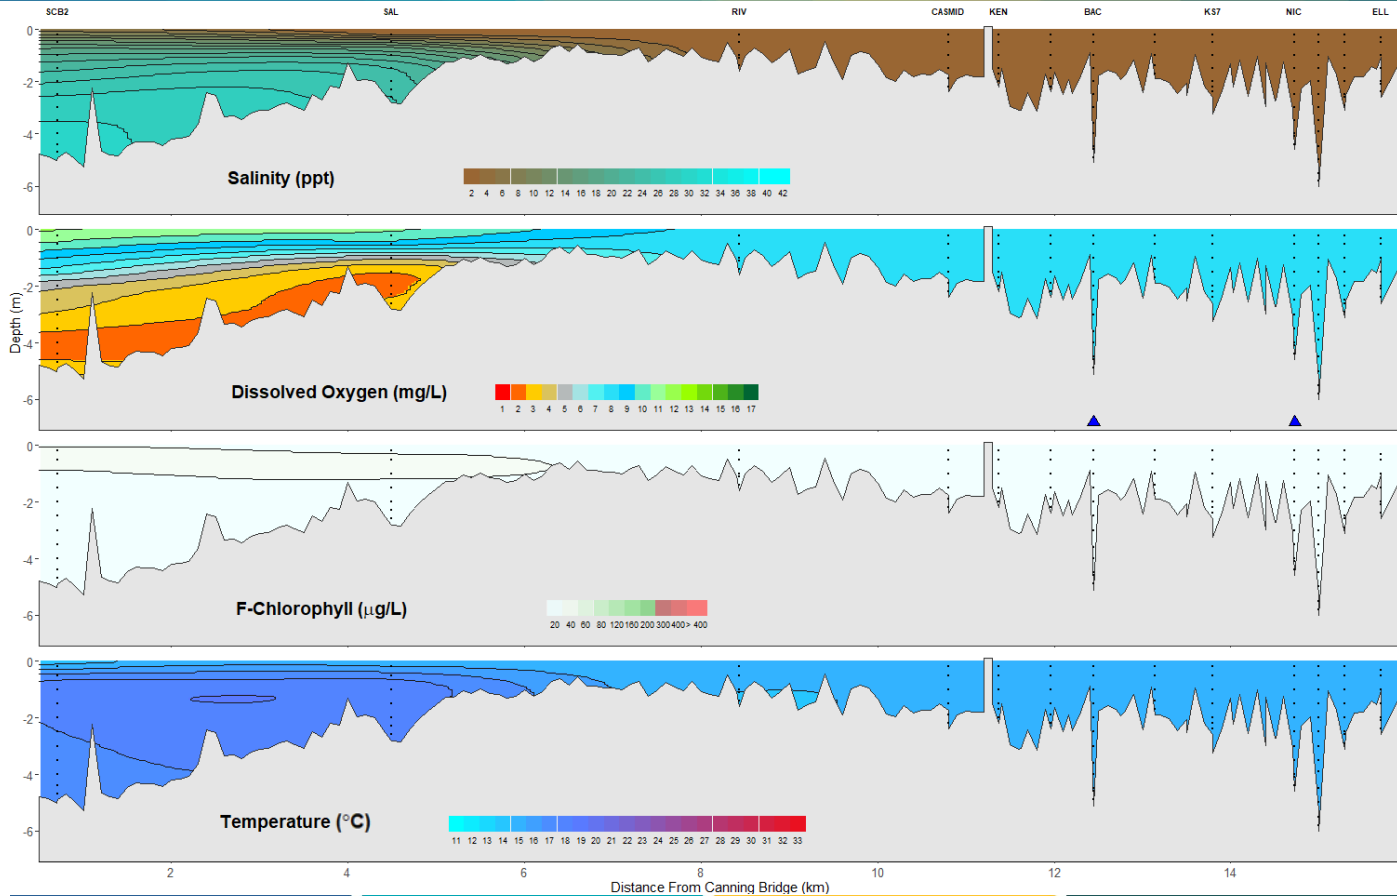 SCB2 SAL RIV CASMID KEN BAC KS7 NIC ELL
0
-2
-4
-6
Salinity (ppt)
2 4 6 8 10 12 14 16 18 20 22 24 26 28 30 32 34 36 38 40 42
0
-2
-4
-6
Depth (m)
Dissolved Oxygen (mg/L)
1 2 3 4 5 6 7 8 9 10 11 12 13 14 15 16 17
0
-2
-4
-6
F-Chlorophyll (μg/L)
20 40 60 80 120 160 200 300 400 > 400
0
-2
-4
-6
Temperature (°C)
11 12 13 14 15 16 17 18 19 20 21 22 23 24 25 26 27 28 29 30 31 32 33
2 4 6 8 10 12 14
Distance From Canning Bridge (km)